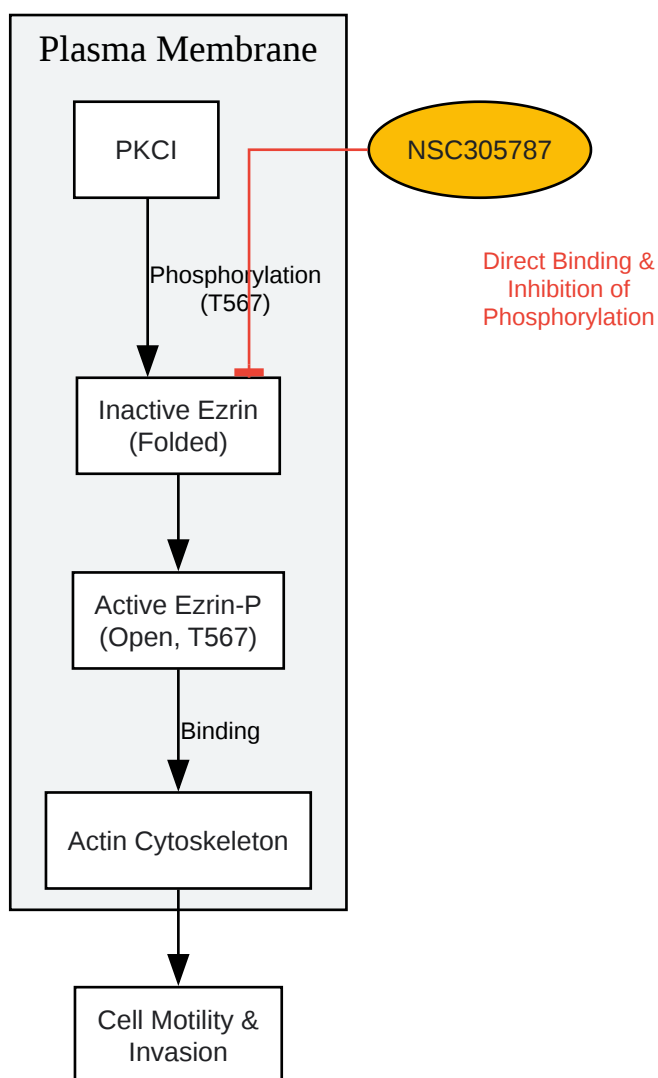 Plasma Membrane
PKCI
NSC305787
Phosphorylation
(T567)
Direct Binding &
Inhibition of
Phosphorylation
Inactive Ezrin
(Folded)
Active Ezrin-P
(Open, T567)
Binding
Actin Cytoskeleton
Cell Motility &
Invasion